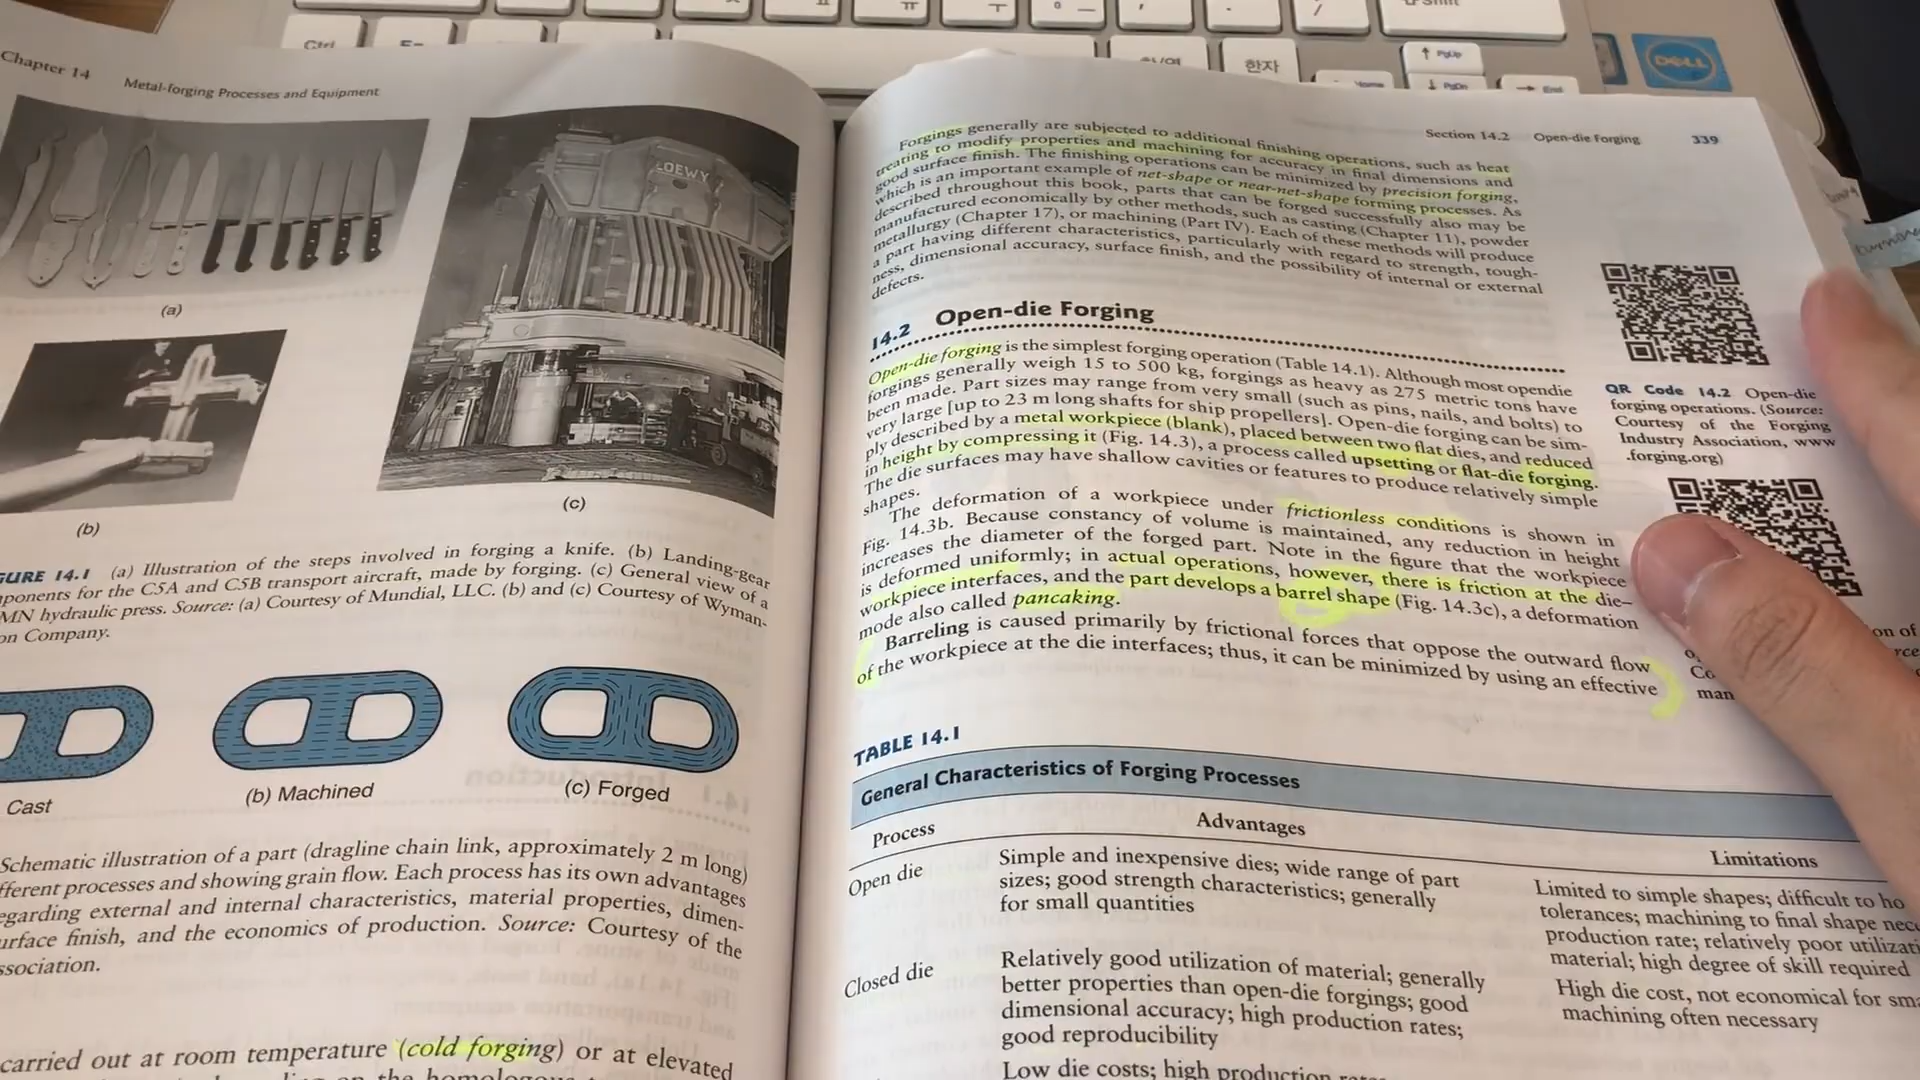 Ctrl
한자
PgUp
PgDn
Home
End
DELL
Chapter 14 Metal-forging Processes and Equipment
LOEWY
(a)
(b)
(c)
GURE 14.1 (a) Illustration of the steps involved in forging a knife. (b) Landing-gear
ponents for the C5A and C5B transport aircraft, made by forging. (c) General view of a
MN hydraulic press. Source: (a) Courtesy of Mundial, LLC. (b) and (c) Courtesy of Wyman-
on Company.
Cast
(b) Machined
(c) Forged
Schematic illustration of a part (dragline chain link, approximately 2 m long)
fferent processes and showing grain flow. Each process has its own advantages
egarding external and internal characteristics, material properties, dimen-
urface finish, and the economics of production. Source: Courtesy of the
ssociation.
carried out at room temperature (cold forging) or at elevated
Section 14.2 Open-die Forging 339
Forgings generally are subjected to additional finishing operations, such as heat
treating to modify properties and machining for accuracy in final dimensions and
good surface finish. The finishing operations can be minimized by precision forging,
which is an important example of net-shape or near-net-shape forming processes. As
described throughout this book, parts that can be forged successfully also may be
manufactured economically by other methods, such as casting (Chapter 11), powder
metallurgy (Chapter 17), or machining (Part IV). Each of these methods will produce
a part having different characteristics, particularly with regard to strength, tough-
ness, dimensional accuracy, surface finish, and the possibility of internal or external
defects.
14.2 Open-die Forging
Open-die forging is the simplest forging operation (Table 14.1). Although most opendie
forgings generally weigh 15 to 500 kg, forgings as heavy as 275 metric tons have
been made. Part sizes may range from very small (such as pins, nails, and bolts) to
very large [up to 23 m long shafts for ship propellers]. Open-die forging can be sim-
ply described by a metal workpiece (blank), placed between two flat dies, and reduced
in height by compressing it (Fig. 14.3), a process called upsetting or flat-die forging.
The die surfaces may have shallow cavities or features to produce relatively simple
shapes.
The deformation of a workpiece under frictionless conditions is shown in
Fig. 14.3b. Because constancy of volume is maintained, any reduction in height
increases the diameter of the forged part. Note in the figure that the workpiece
is deformed uniformly; in actual operations, however, there is friction at the die–
workpiece interfaces, and the part develops a barrel shape (Fig. 14.3c), a deformation
mode also called pancaking.
Barreling is caused primarily by frictional forces that oppose the outward flow
of the workpiece at the die interfaces; thus, it can be minimized by using an effective
QR Code 14.2 Open-die
forging operations. (Source:
Courtesy of the Forging
Industry Association, www
.forging.org)
on of
Co
man
TABLE 14.1
General Characteristics of Forging Processes
Process Advantages Limitations
Open die
Simple and inexpensive dies; wide range of part
sizes; good strength characteristics; generally
for small quantities
Limited to simple shapes; difficult to ho
tolerances; machining to final shape nec
production rate; relatively poor utilizati
material; high degree of skill required
Closed die
Relatively good utilization of material; generally
better properties than open-die forgings; good
dimensional accuracy; high production rates;
good reproducibility
High die cost, not economical for sma
machining often necessary
Low die costs; high production